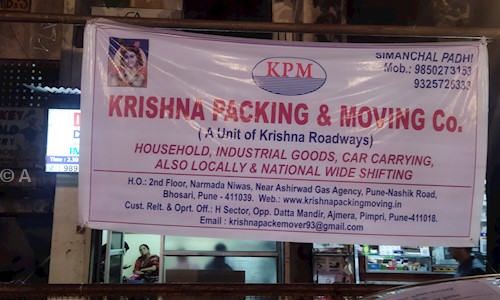 SIMANCHAL PADHI
Mob.: 9850273153
9325726333
KPM
KRISHNA PACKING & MOVING Co.
( A Unit of Krishna Roadways)
HOUSEHOLD, INDUSTRIAL GOODS, CAR CARRYING,
ALSO LOCALLY & NATIONAL WIDE SHIFTING
H.O.: 2nd Floor, Narmada Niwas, Near Ashirwad Gas Agency, Pune-Nashik Road,
Bhosari, Pune - 411039. Web.: www.krishnapackingmoving.in
Cust. Relt. & Oprt. Off.: H Sector, Opp. Datta Mandir, Ajmera, Pimpri, Pune-411018.
Email : krishnapackemover93@gmail.com
© A